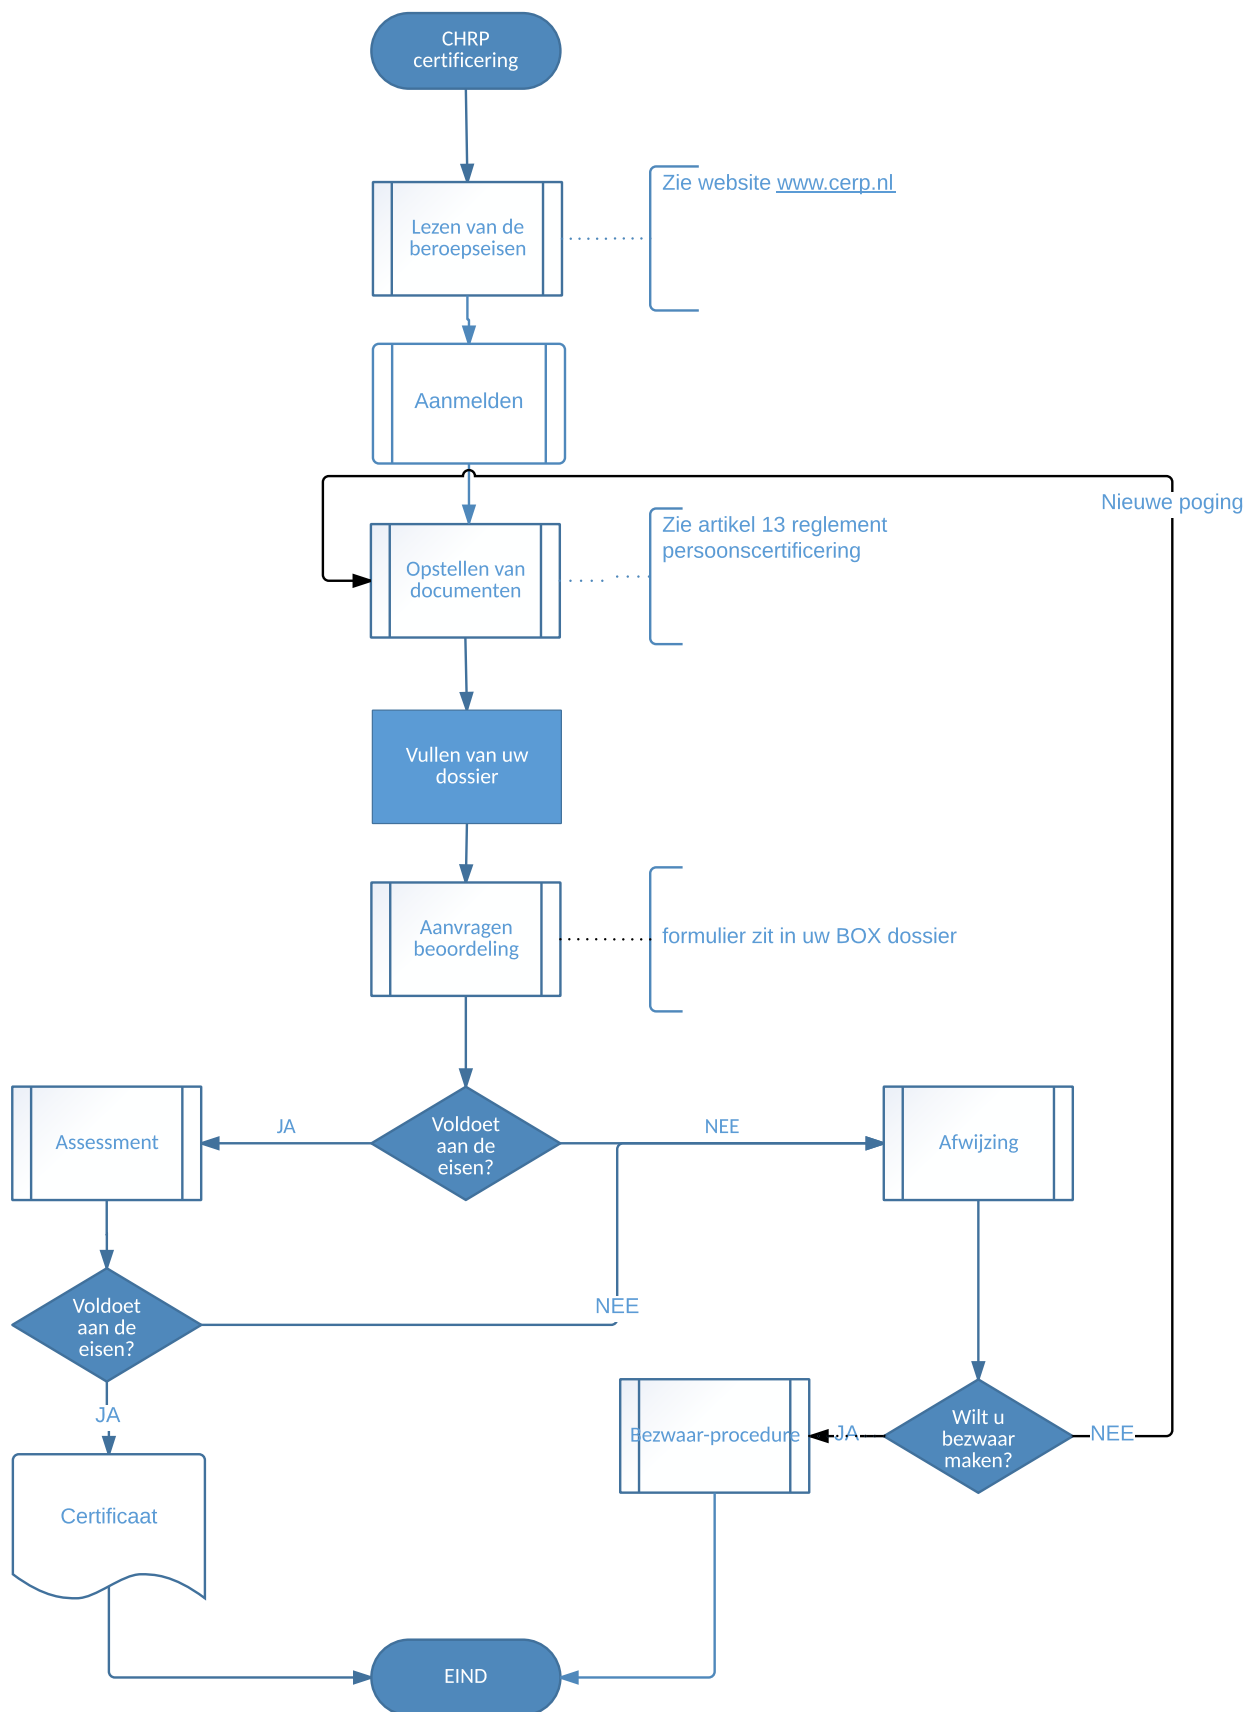 CHRP
certificering
Zie website www.cerp.nl
Lezen van de
beroepseisen
Aanmelden
Nieuwe poging
Zie artikel 13 reglement
persoonscertificering
Opstellen van
documenten
Vullen van uw
dossier
Aanvragen
beoordeling
formulier zit in uw BOX dossier
Assessment
JA
Voldoet
aan de
eisen?
NEE
Afwijzing
Voldoet
aan de
eisen?
NEE
JA
Bezwaar-procedure
JA
Wilt u
bezwaar
maken?
NEE
Certificaat
EIND